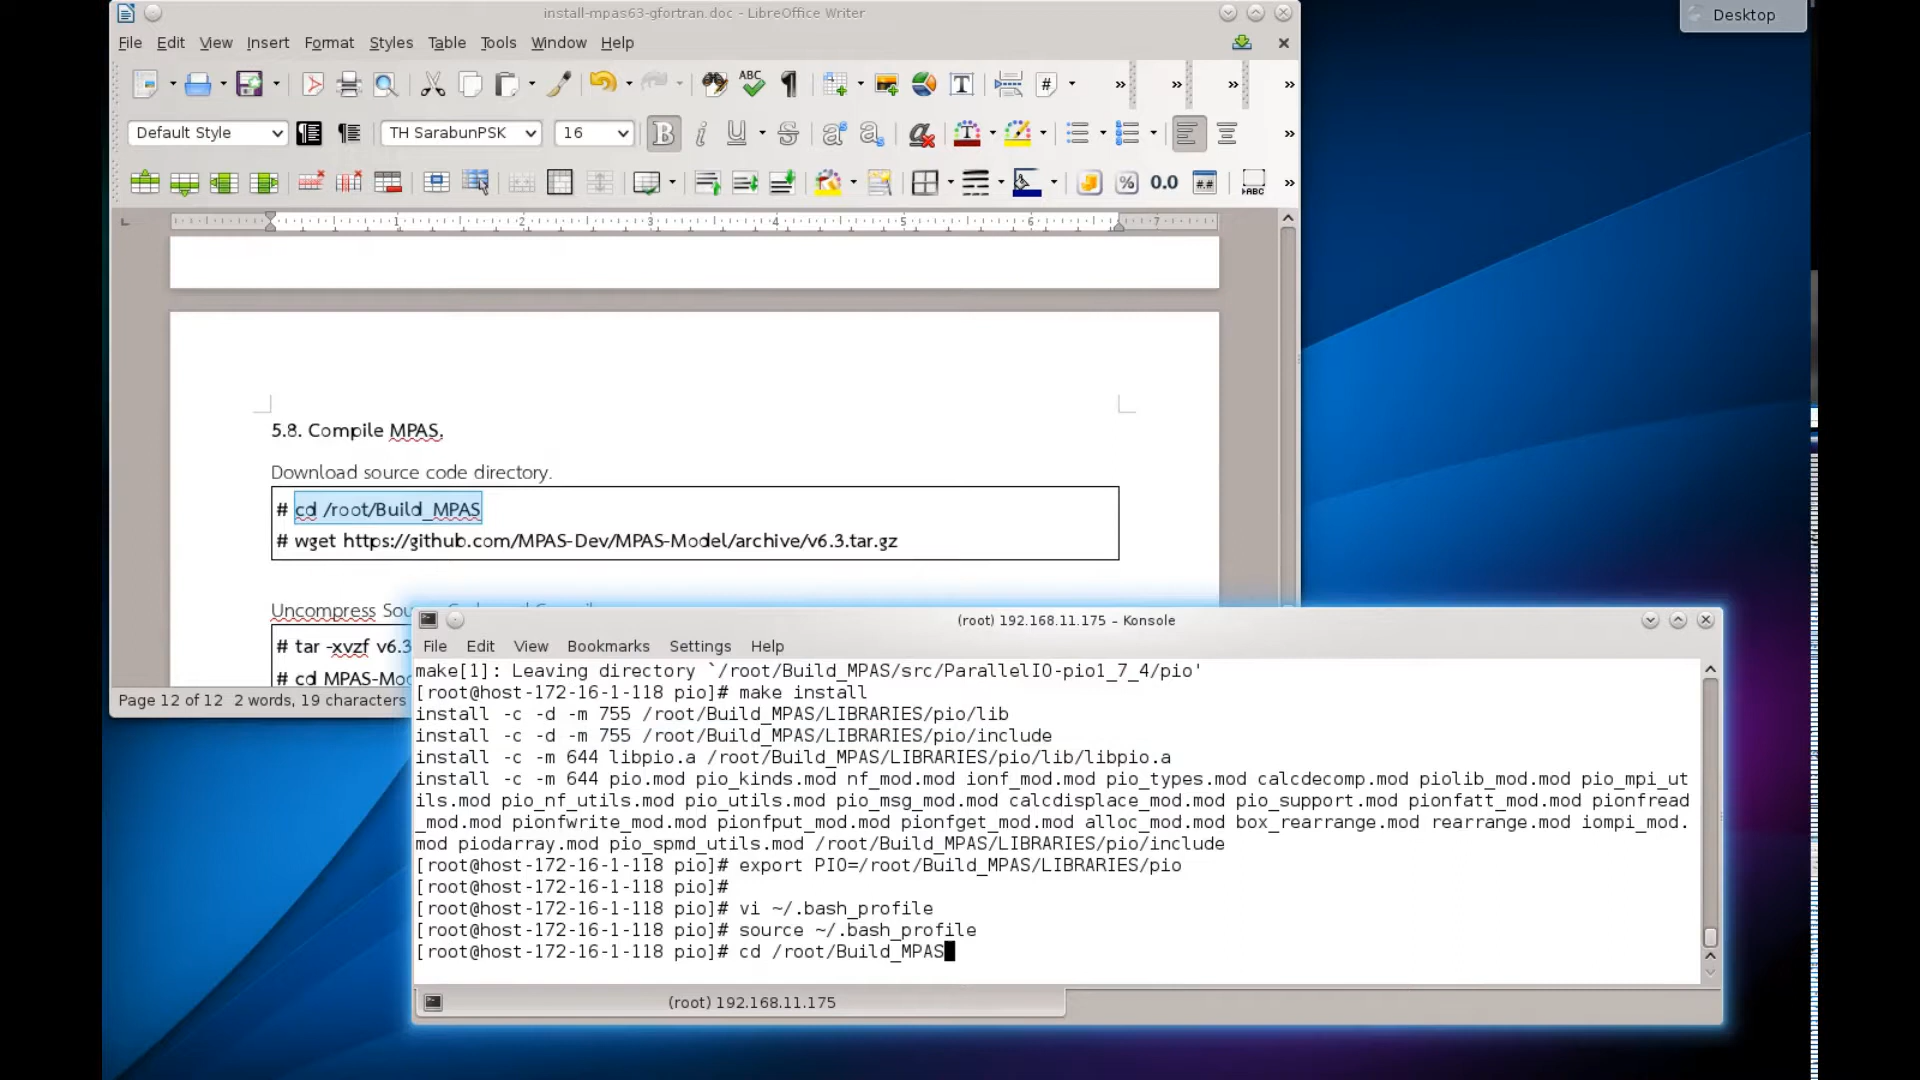 install-mpas63-gfortran.doc - LibreOffice Writer
Desktop
File Edit View Insert Format Styles Table Tools Window Help
Default Style TH SarabunPSK 16
0.0
1 2 3 4 5 6 7
5.8. Compile MPAS.
Download source code directory.
# cd /root/Build_MPAS
# wget https://github.com/MPAS-Dev/MPAS-Model/archive/v6.3.tar.gz
Uncompress
# tar -xvzf v6.3
# cd MPAS-Mo
Page 12 of 12 2 words, 19 characters
(root) 192.168.11.175 – Konsole
File Edit View Bookmarks Settings Help
make[1]: Leaving directory `/root/Build_MPAS/src/ParallelIO-pio1_7_4/pio'
[root@host-172-16-1-118 pio]# make install
install -c -d -m 755 /root/Build_MPAS/LIBRARIES/pio/lib
install -c -d -m 755 /root/Build_MPAS/LIBRARIES/pio/include
install -c -m 644 libpio.a /root/Build_MPAS/LIBRARIES/pio/lib/libpio.a
install -c -m 644 pio.mod pio_kinds.mod nf_mod.mod ionf_mod.mod pio_types.mod calcdecomp.mod piolib_mod.mod pio_mpi_ut
ils.mod pio_nf_utils.mod pio_utils.mod pio_msg_mod.mod calcdisplace_mod.mod pio_support.mod pionfatt_mod.mod pionfread
_mod.mod pionfwrite_mod.mod pionfput_mod.mod pionfget_mod.mod alloc_mod.mod box_rearrange.mod rearrange.mod iompi_mod.
mod piodarray.mod pio_spmd_utils.mod /root/Build_MPAS/LIBRARIES/pio/include
[root@host-172-16-1-118 pio]# export PIO=/root/Build_MPAS/LIBRARIES/pio
[root@host-172-16-1-118 pio]#
[root@host-172-16-1-118 pio]# vi ~/.bash_profile
[root@host-172-16-1-118 pio]# source ~/.bash_profile
[root@host-172-16-1-118 pio]# cd /root/Build_MPAS
(root) 192.168.11.175